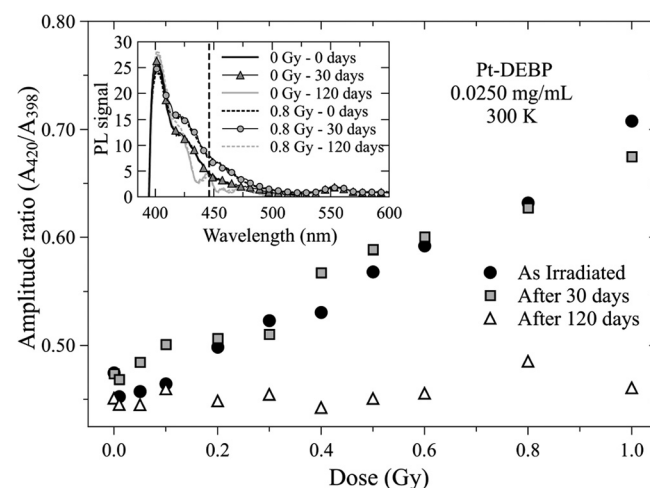 0.80
0.70
0.60
0.50
Amplitude ratio (A420/A398)
30
25
20
15
10
5
0
PL signal
400
450
500
550
600
Wavelength (nm)
0 Gy - 0 days
0 Gy - 30 days
0 Gy - 120 days
0.8 Gy - 0 days
0.8 Gy - 30 days
0.8 Gy - 120 days
Pt-DEBP
0.0250 mg/mL
300 K
As Irradiated
After 30 days
After 120 days
0.0
0.2
0.4
0.6
0.8
1.0
Dose (Gy)